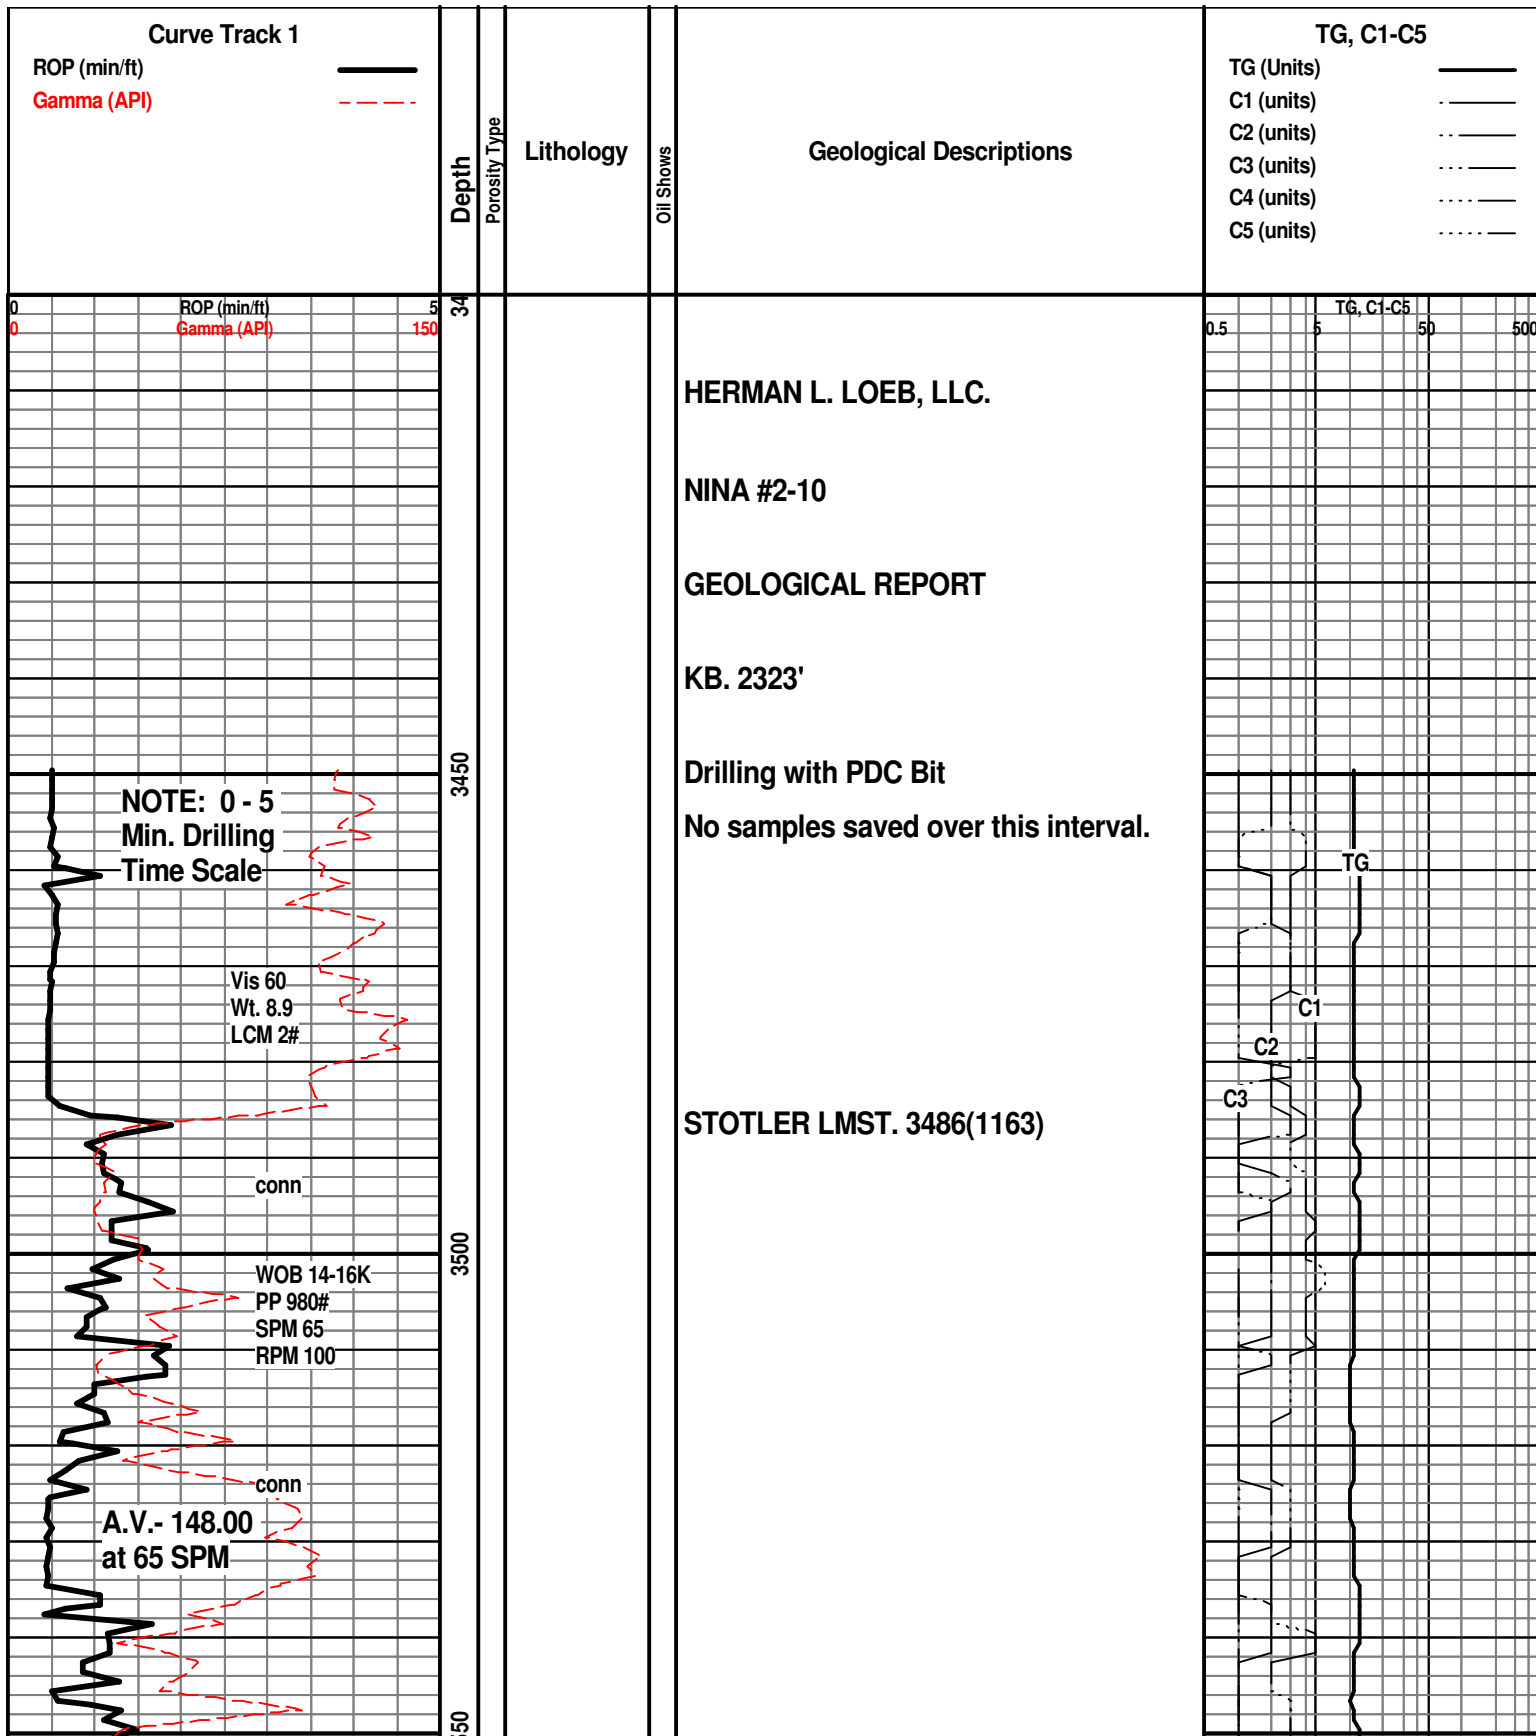 Curve Track 1
ROP (min/ft)
Gamma (API)
Depth
Porosity Type
Lithology
Oil Shows
Geological Descriptions
TG, C1-C5
TG (Units)
C1 (units)
C2 (units)
C3 (units)
C4 (units)
C5 (units)
0 ROP (min/ft) 5
0 Gamma (API) 150
34
TG, C1-C5
0.5 5 50 500
HERMAN L. LOEB, LLC.
NINA #2-10
GEOLOGICAL REPORT
KB. 2323'
3450
Drilling with PDC Bit
NOTE: 0 - 5
Min. Drilling
Time Scale
No samples saved over this interval.
TG
Vis 60
Wt. 8.9
LCM 2#
C1
C2
C3
STOTLER LMST. 3486(1163)
conn
3500
WOB 14-16K
PP 980#
SPM 65
RPM 100
conn
A.V.- 148.00
at 65 SPM
50